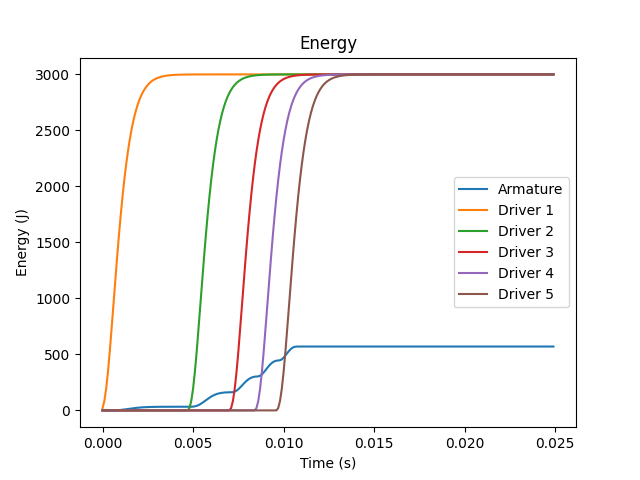 Energy
Energy (J)
3000
2500
2000
1500
1000
500
0
Armature
Driver 1
Driver 2
Driver 3
Driver 4
Driver 5
0.000 0.005 0.010 0.015 0.020 0.025
Time (s)